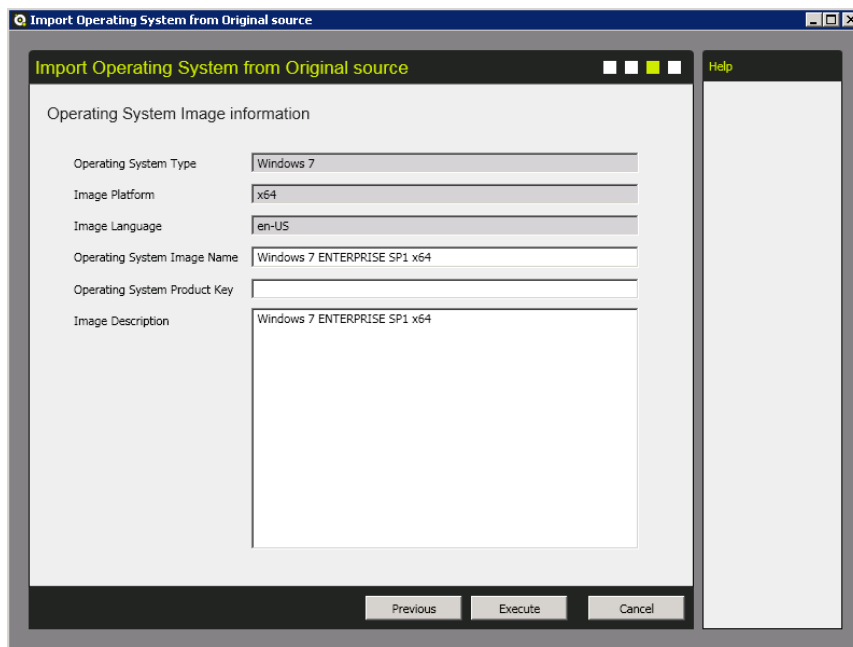 Import Operating System from Original source
Import Operating System from Original source
Help
Operating System Image information
Operating System Type Windows 7
Image Platform x64
Image Language en-US
Operating System Image Name Windows 7 ENTERPRISE SP1 x64
Operating System Product Key
Image Description Windows 7 ENTERPRISE SP1 x64
Previous Execute Cancel